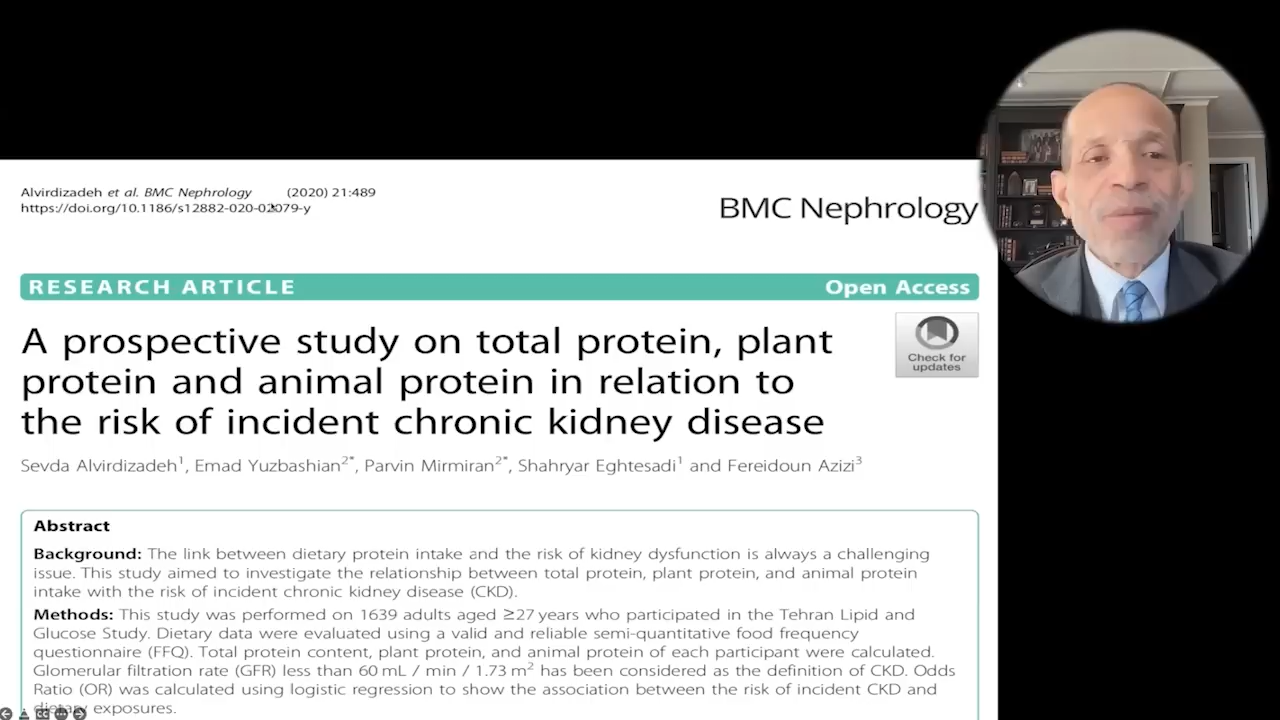 Alvirdizadeh et al. BMC Nephrology (2020) 21:489
https://doi.org/10.1186/s12882-020-02079-y
BMC Nephrology
RESEARCH ARTICLE
Open Access
A prospective study on total protein, plant
protein and animal protein in relation to
the risk of incident chronic kidney disease
Check for
updates
Sevda Alvirdizadeh1, Emad Yuzbashian2*, Parvin Mirmiran2*, Shahryar Eghtesadi1 and Fereidoun Azizi3
Abstract
Background: The link between dietary protein intake and the risk of kidney dysfunction is always a challenging
issue. This study aimed to investigate the relationship between total protein, plant protein, and animal protein
intake with the risk of incident chronic kidney disease (CKD).
Methods: This study was performed on 1639 adults aged ≥27 years who participated in the Tehran Lipid and
Glucose Study. Dietary data were evaluated using a valid and reliable semi-quantitative food frequency
questionnaire (FFQ). Total protein content, plant protein, and animal protein of each participant were calculated.
Glomerular filtration rate (GFR) less than 60 mL / min / 1.73 m2 has been considered as the definition of CKD. Odds
Ratio (OR) was calculated using logistic regression to show the association between the risk of incident CKD and
dietary exposures.